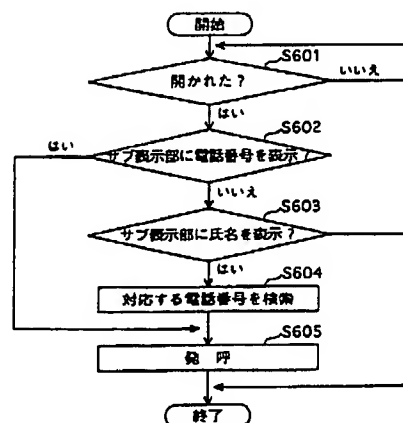 開始
S601
開かれた？
いいえ
はい
S602
はい
サブ表示部に電話番号を表示？
いいえ
S603
サブ表示部に氏名を表示？
はい
S604
対応する電話番号を検索
S605
発 呼
終了